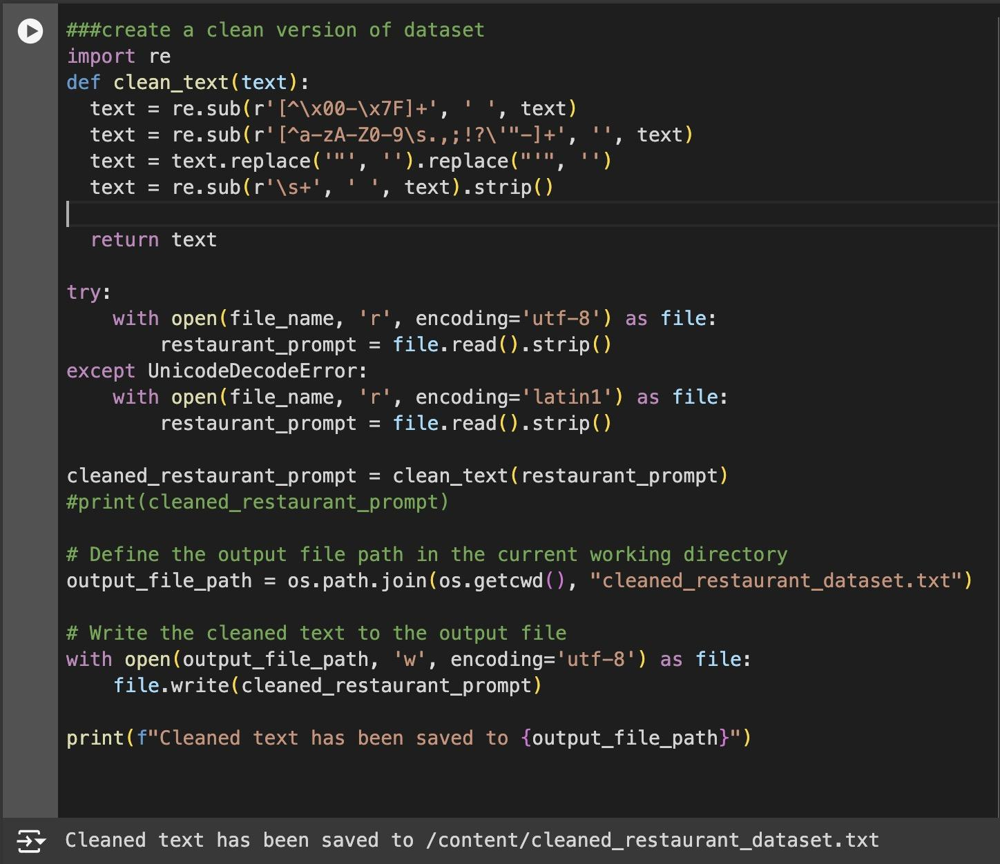 ###create a clean version of dataset
import re
def clean_text(text):
  text = re.sub(r'[^\x00-\x7F]+', ' ', text)
  text = re.sub(r'[^a-zA-Z0-9\s.,;!?\'"-]+', '', text)
  text = text.replace('"', '').replace("'", '')
  text = re.sub(r'\s+', ' ', text).strip()

  return text

try:
    with open(file_name, 'r', encoding='utf-8') as file:
        restaurant_prompt = file.read().strip()
except UnicodeDecodeError:
    with open(file_name, 'r', encoding='latin1') as file:
        restaurant_prompt = file.read().strip()

cleaned_restaurant_prompt = clean_text(restaurant_prompt)
#print(cleaned_restaurant_prompt)

# Define the output file path in the current working directory
output_file_path = os.path.join(os.getcwd(), "cleaned_restaurant_dataset.txt")

# Write the cleaned text to the output file
with open(output_file_path, 'w', encoding='utf-8') as file:
    file.write(cleaned_restaurant_prompt)

print(f"Cleaned text has been saved to {output_file_path}")

Cleaned text has been saved to /content/cleaned_restaurant_dataset.txt